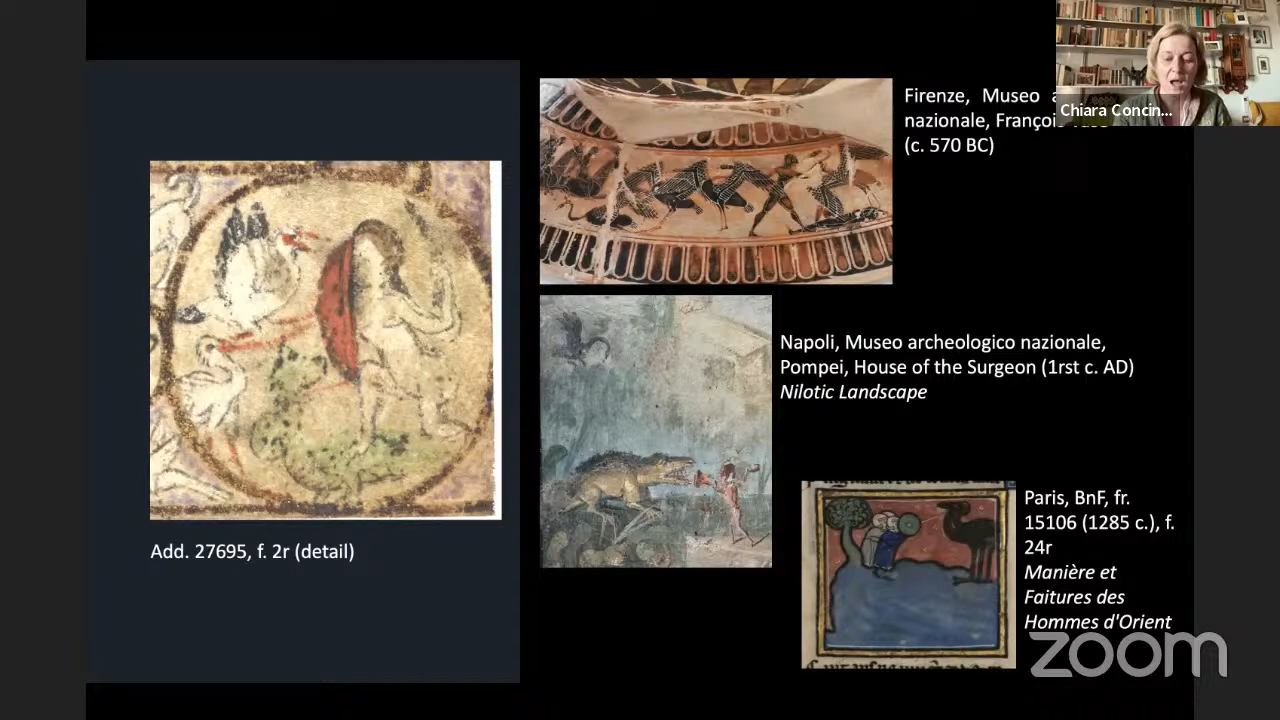 Firenze, Museo
nazionale,
(c. 570 BC)
Chiara Concin...
Napoli, Museo archeologico nazionale,
Pompei, House of the Surgeon (1rst c. AD)
Nilotic Landscape
Paris, BnF, fr.
15106 (1285 c.), f.
24r
Manière et
Faitures des
Hommes d'Orient
Add. 27695, f. 2r (detail)
zoom